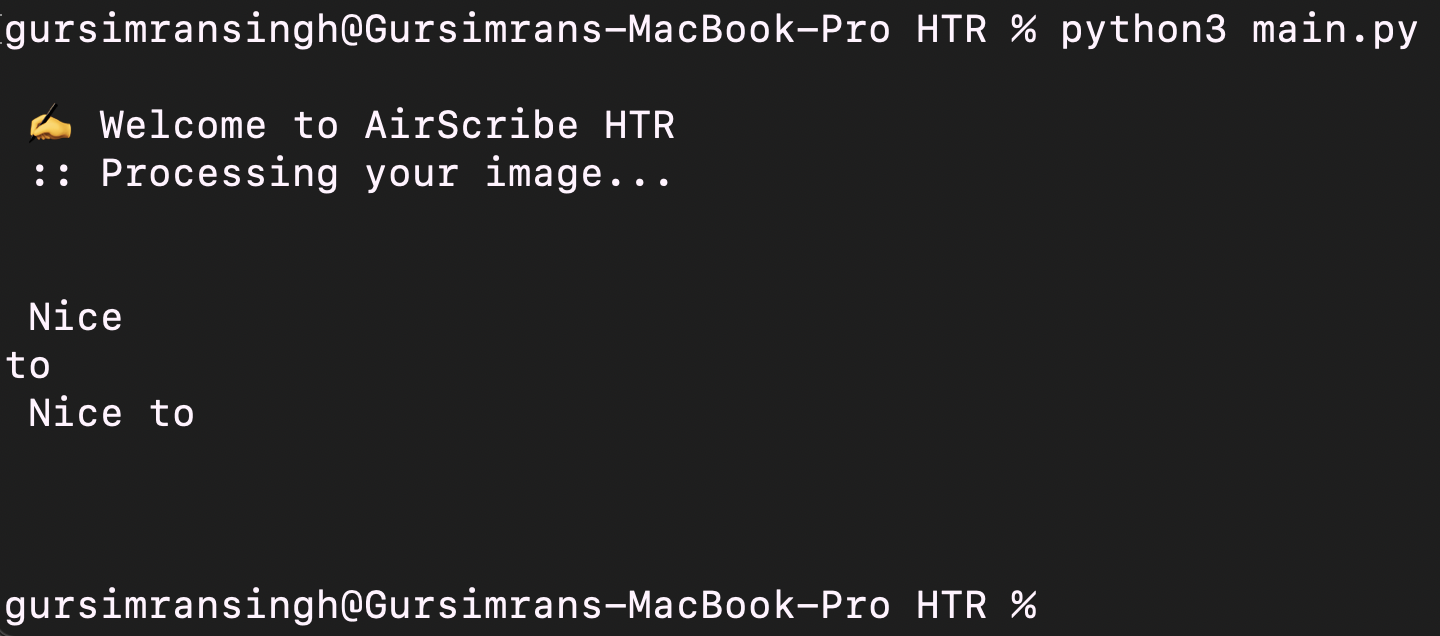 gursimransingh@Gursimrans-MacBook-Pro HTR % python3 main.py
✍️ Welcome to AirScribe HTR
:: Processing your image...
Nice
to
Nice to
gursimransingh@Gursimrans-MacBook-Pro HTR %